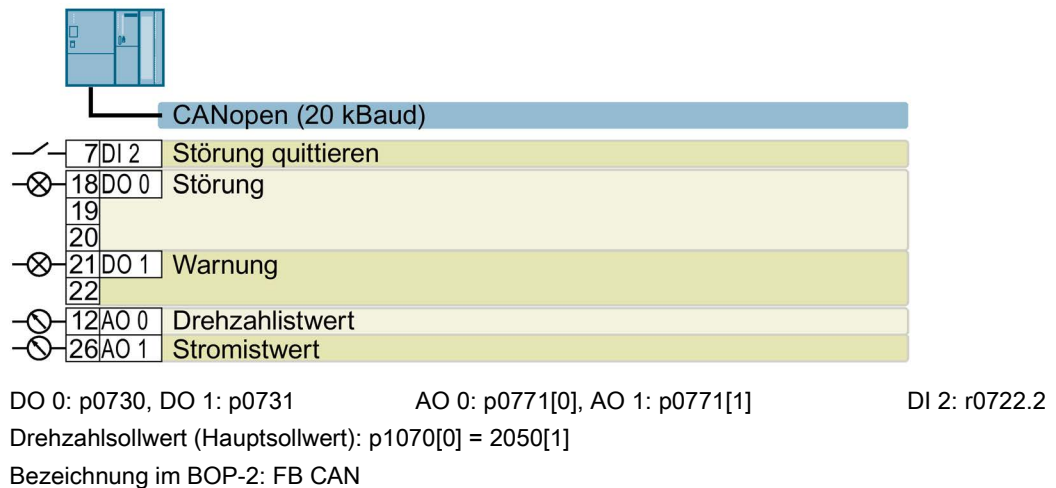 CANopen (20 kBaud)
7 DI 2 Störung quittieren
18 DO 0 Störung
19
20
21 DO 1 Warnung
22
12 AO 0 Drehzahlistwert
26 AO 1 Stromistwert
DO 0: p0730, DO 1: p0731 AO 0: p0771[0], AO 1: p0771[1] DI 2: r0722.2
Drehzahlsollwert (Hauptsollwert): p1070[0] = 2050[1]
Bezeichnung im BOP-2: FB CAN